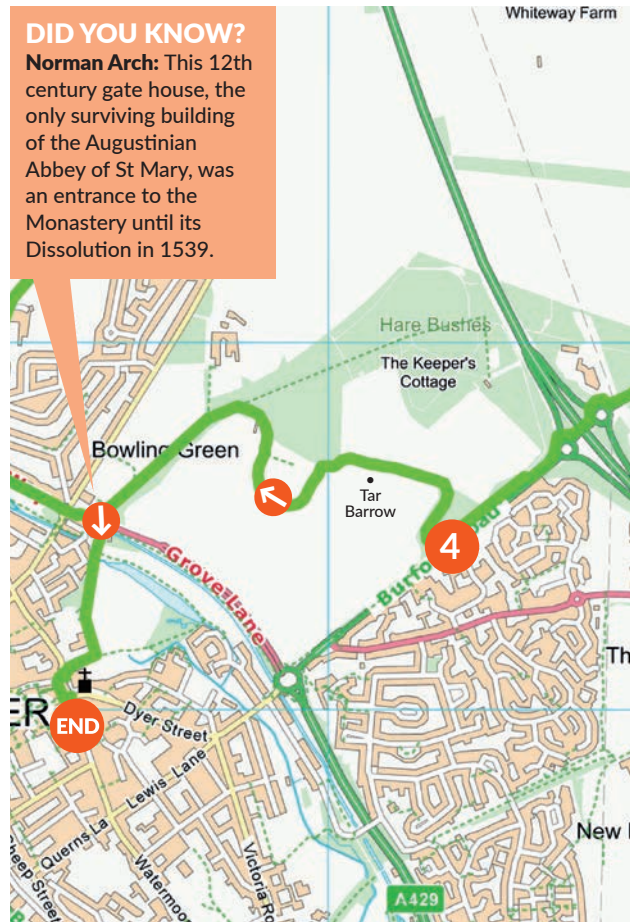 DID YOU KNOW?
Norman Arch: This 12th
century gate house, the
only surviving building
of the Augustinian
Abbey of St Mary, was
an entrance to the
Monastery until its
Dissolution in 1539.
Whiteway Farm
Hare Bushes
The Keeper's
Cottage
Bowling Green
Tar
Barrow
4
Grove Lane
Th
ER
END
Dyer Street
Lewis Lane
Querns La
Victoria Ro
New
A429